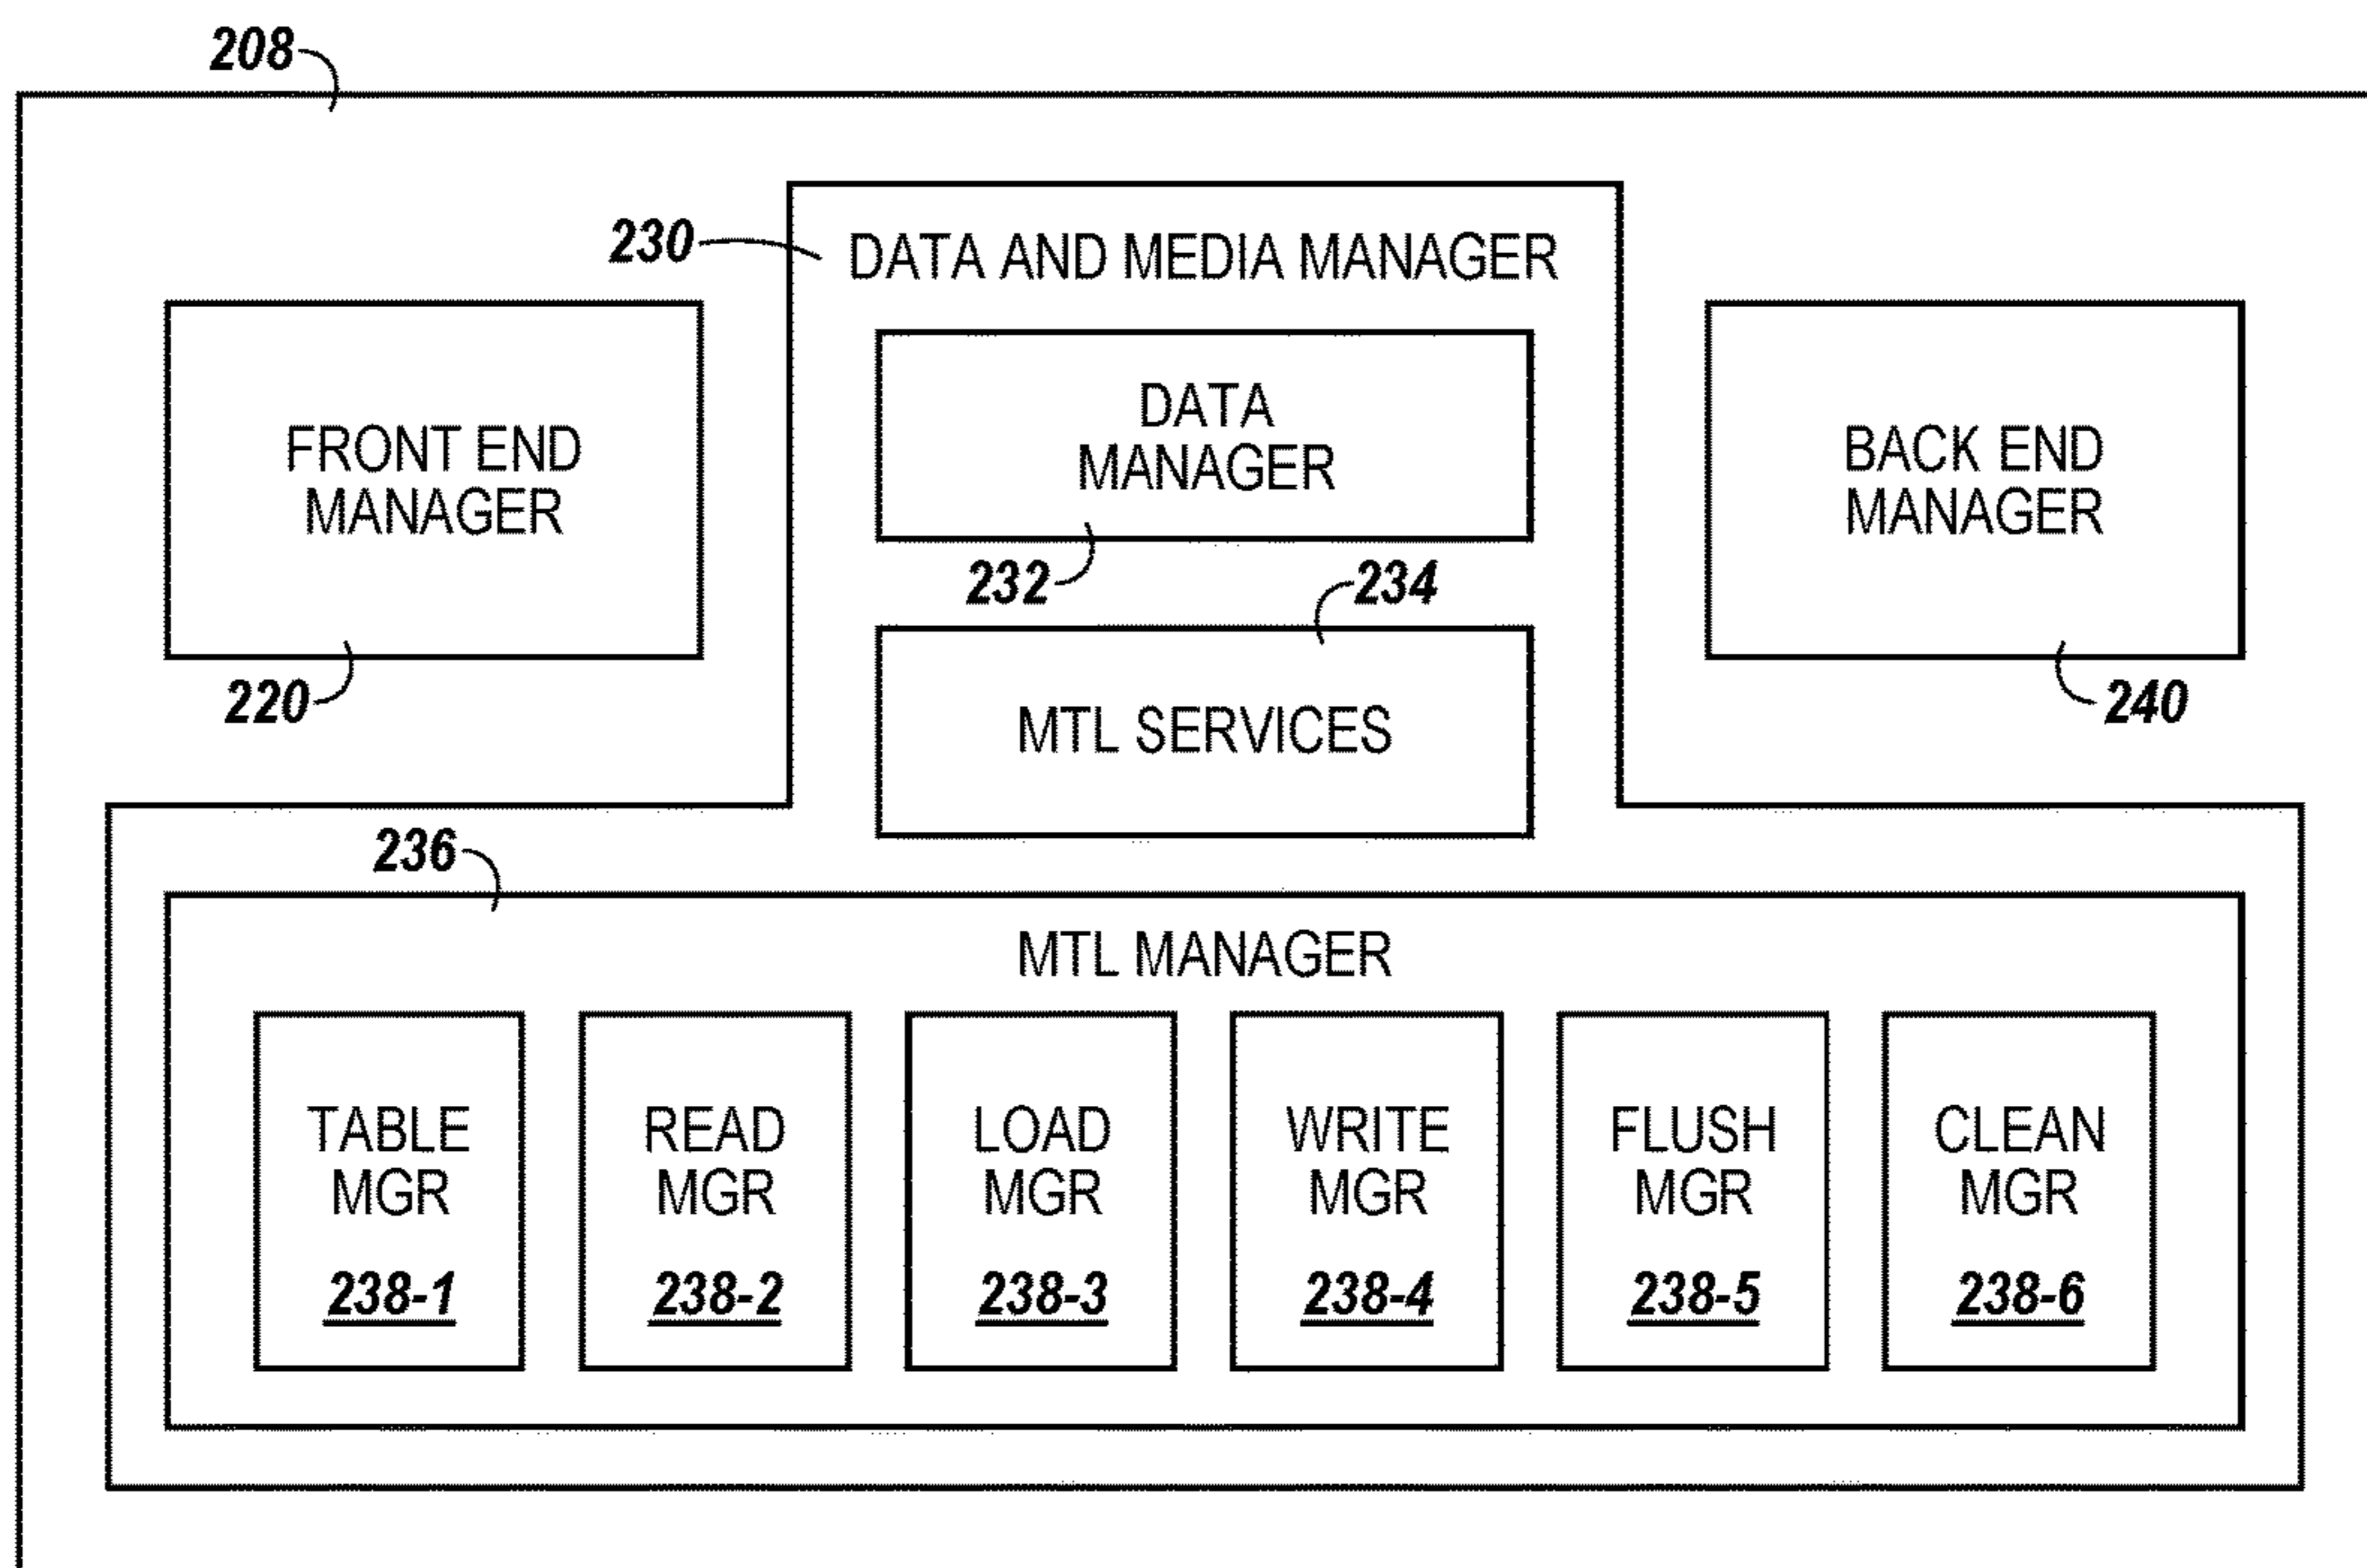 208
230
DATA AND MEDIA MANAGER
FRONT END
MANAGER
220
DATA
MANAGER
232
234
MTL SERVICES
BACK END
MANAGER
240
236
MTL MANAGER
TABLE
MGR
238-1
READ
MGR
238-2
LOAD
MGR
238-3
WRITE
MGR
238-4
FLUSH
MGR
238-5
CLEAN
MGR
238-6